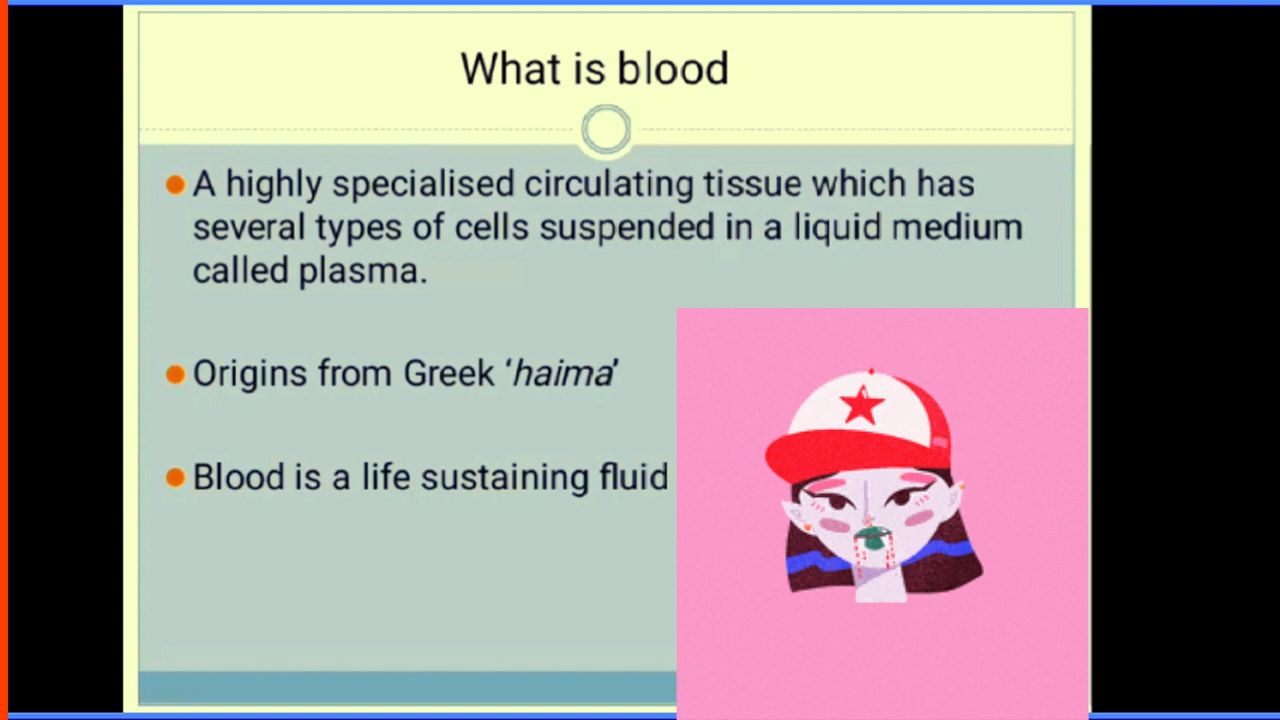 What is blood
A highly specialised circulating tissue which has
several types of cells suspended in a liquid medium
called plasma.
Origins from Greek ‘haima’
Blood is a life sustaining fluid